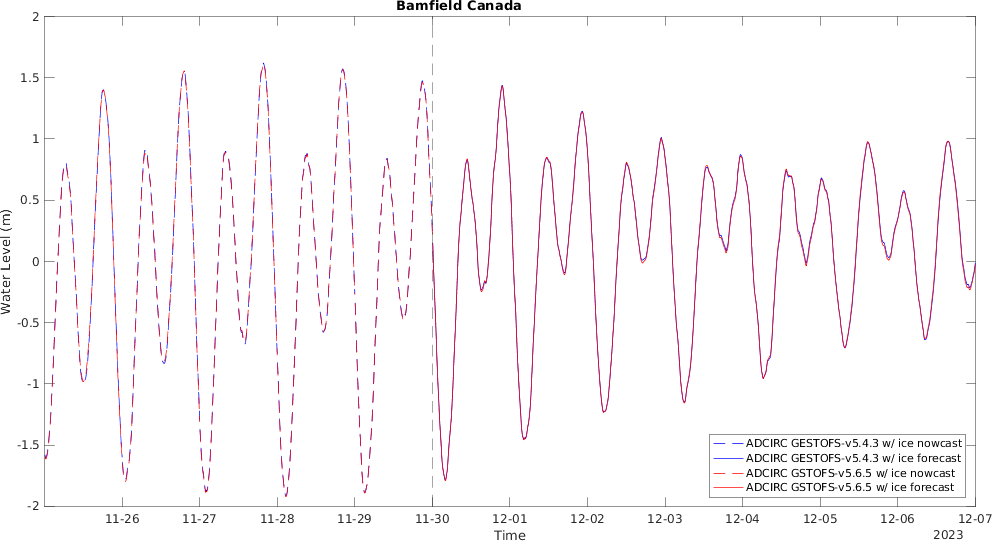 Bamfield Canada
2
1.5
1
0.5
0
-0.5
-1
-1.5
-2
Water Level (m)
11-26 11-27 11-28 11-29 11-30 12-01 12-02 12-03 12-04 12-05 12-06 12-07
Time
2023
ADCIRC GESTOFS-v5.4.3 w/ ice nowcast
ADCIRC GESTOFS-v5.4.3 w/ ice forecast
ADCIRC GSTOFS-v5.6.5 w/ ice nowcast
ADCIRC GSTOFS-v5.6.5 w/ ice forecast